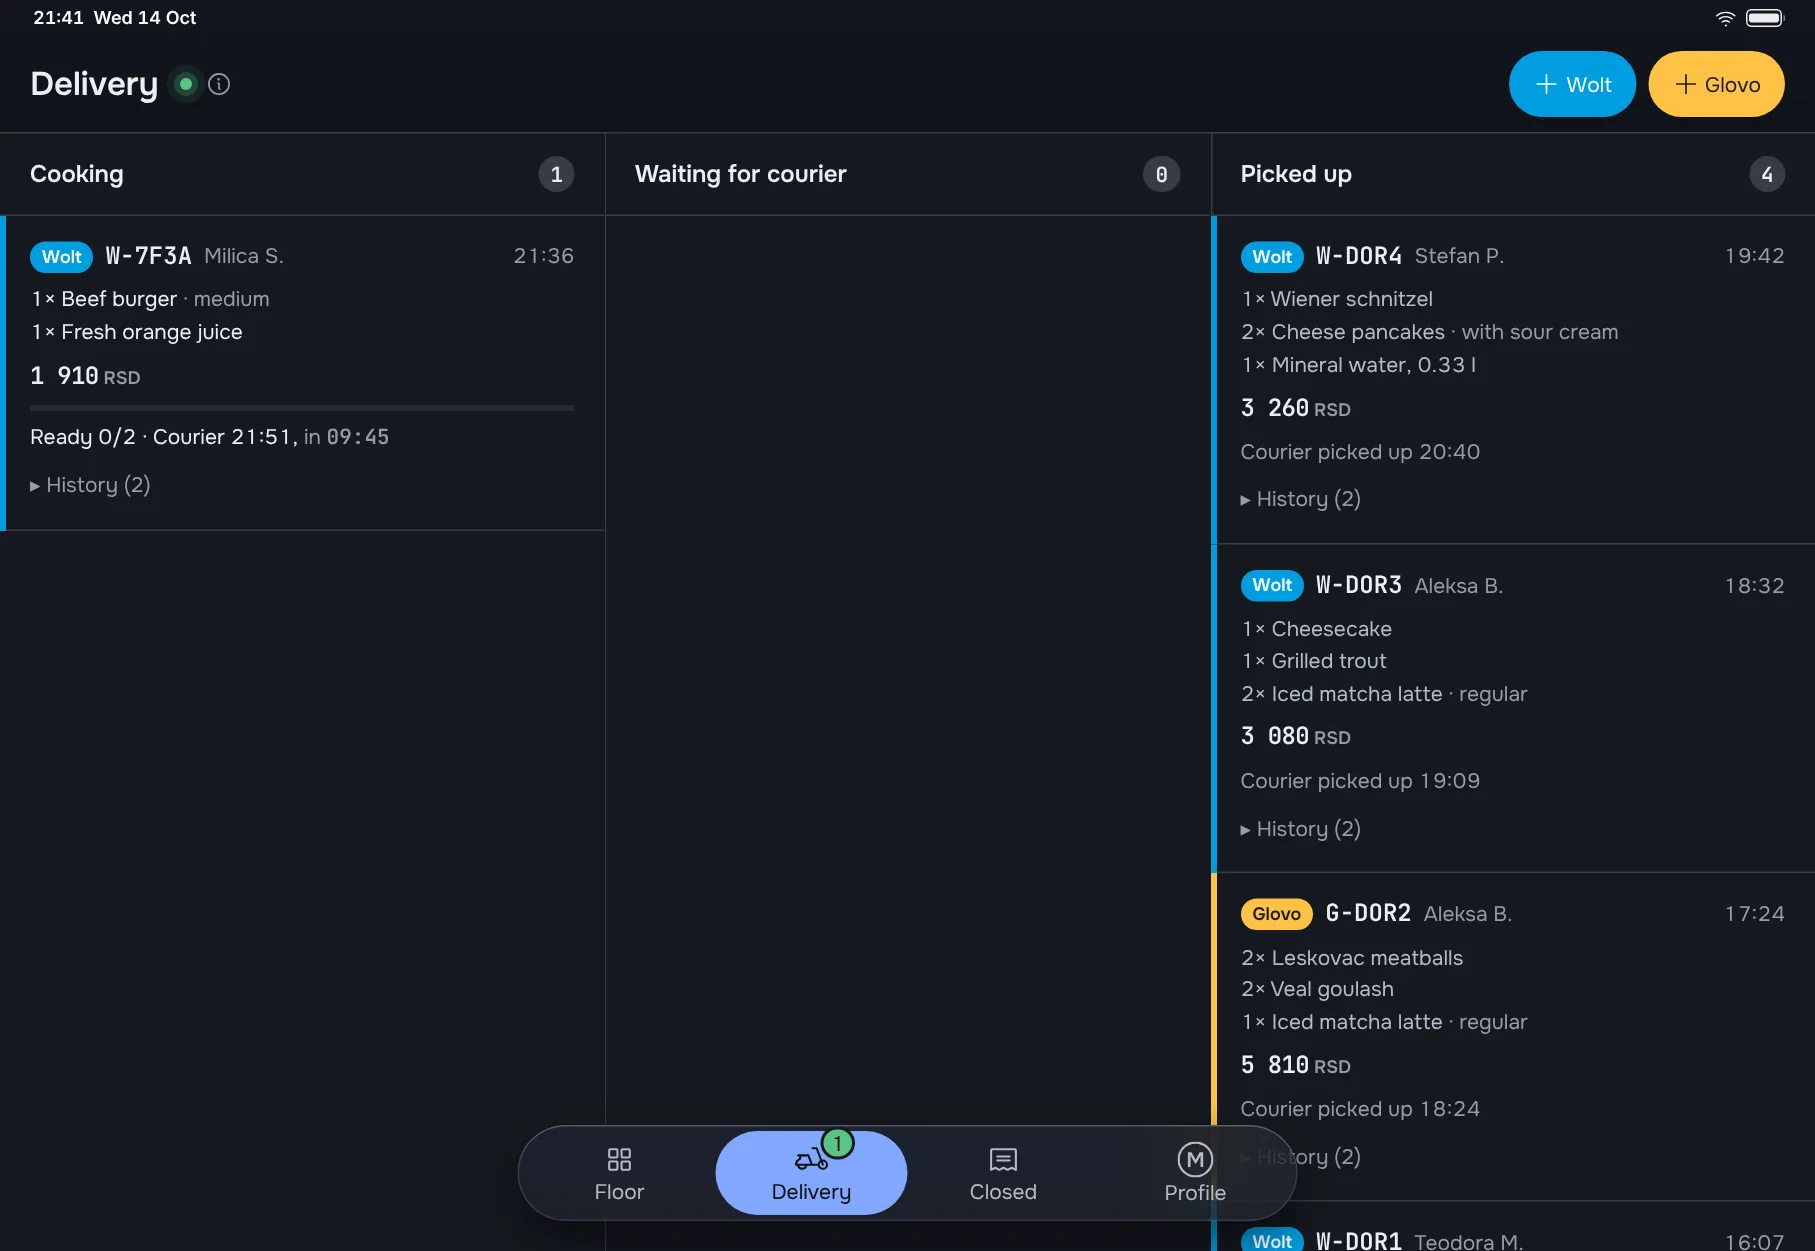 21:41 Wed 14 Oct
Delivery
+ Wolt
+ Glovo
Cooking 1
Wolt W-7F3A Milica S. 21:36
1× Beef burger · medium
1× Fresh orange juice
1 910 RSD
Ready 0/2 · Courier 21:51, in 09:45
▸ History (2)
Waiting for courier 0
Picked up 4
Wolt W-DOR4 Stefan P. 19:42
1× Wiener schnitzel
2× Cheese pancakes · with sour cream
1× Mineral water, 0.33 l
3 260 RSD
Courier picked up 20:40
▸ History (2)
Wolt W-DOR3 Aleksa B. 18:32
1× Cheesecake
1× Grilled trout
2× Iced matcha latte · regular
3 080 RSD
Courier picked up 19:09
▸ History (2)
Glovo G-DOR2 Aleksa B. 17:24
2× Leskovac meatballs
2× Veal goulash
1× Iced matcha latte · regular
5 810 RSD
Courier picked up 18:24
▸ History (2)
Wolt W-DOR1 Teodora M. 16:07
Floor
1
Delivery
Closed
M
Profile